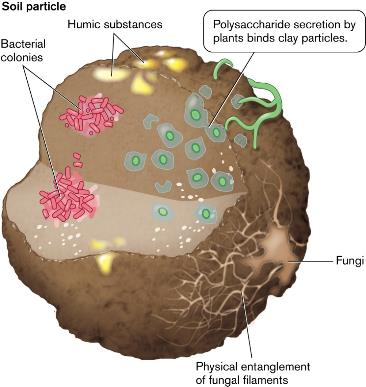 Soil particle
Humic substances
Bacterial
colonies
Polysaccharide secretion by
plants binds clay particles.
Fungi
Physical entanglement
of fungal filaments